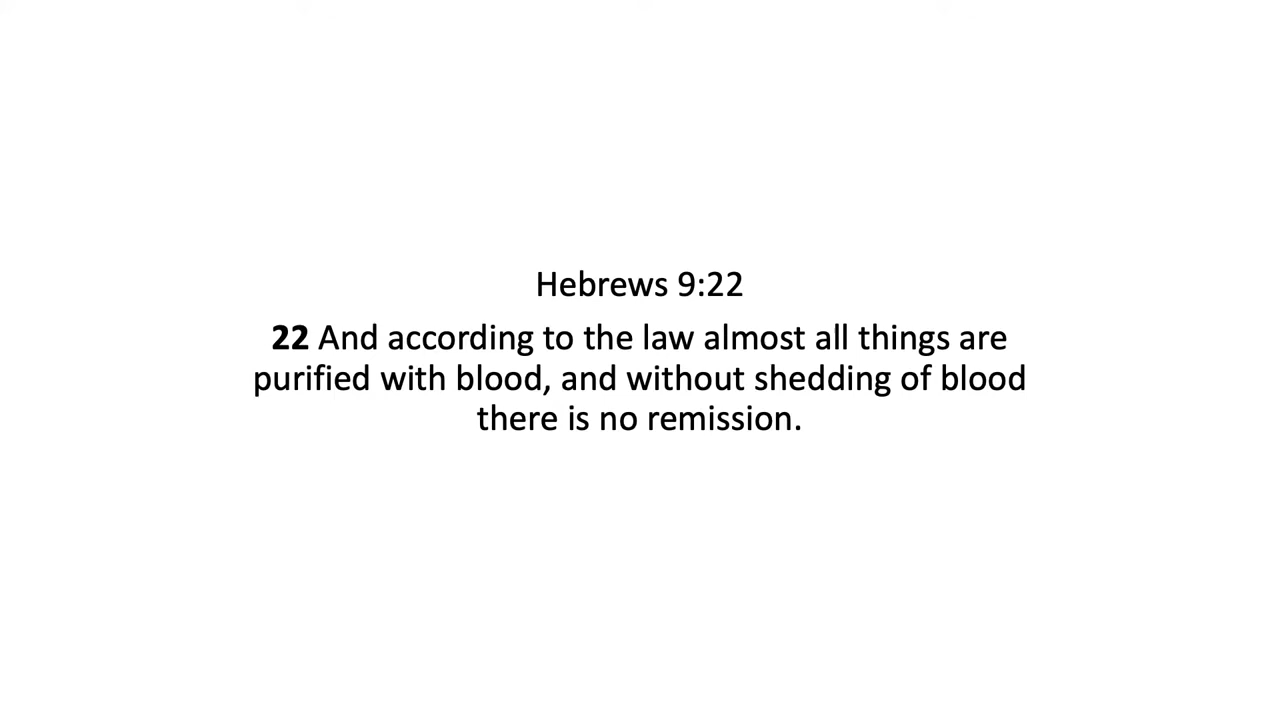 Hebrews 9:22
22 And according to the law almost all things are
purified with blood, and without shedding of blood
there is no remission.